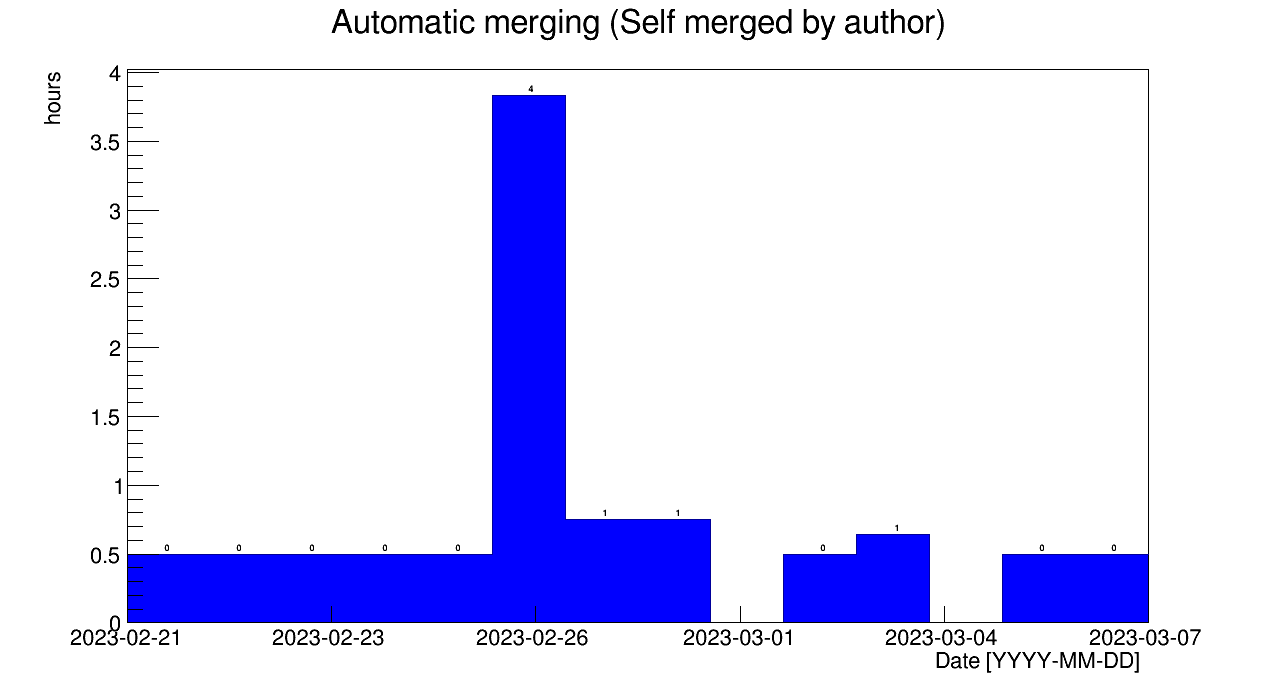 Automatic merging (Self merged by author)
hours
4
3.5
3
2.5
2
1.5
1
0.5
0
0 0 0 0 0 4 1 1 0 1 0 0
2023-02-21 2023-02-23 2023-02-26 2023-03-01 2023-03-04 2023-03-07
Date [YYYY-MM-DD]